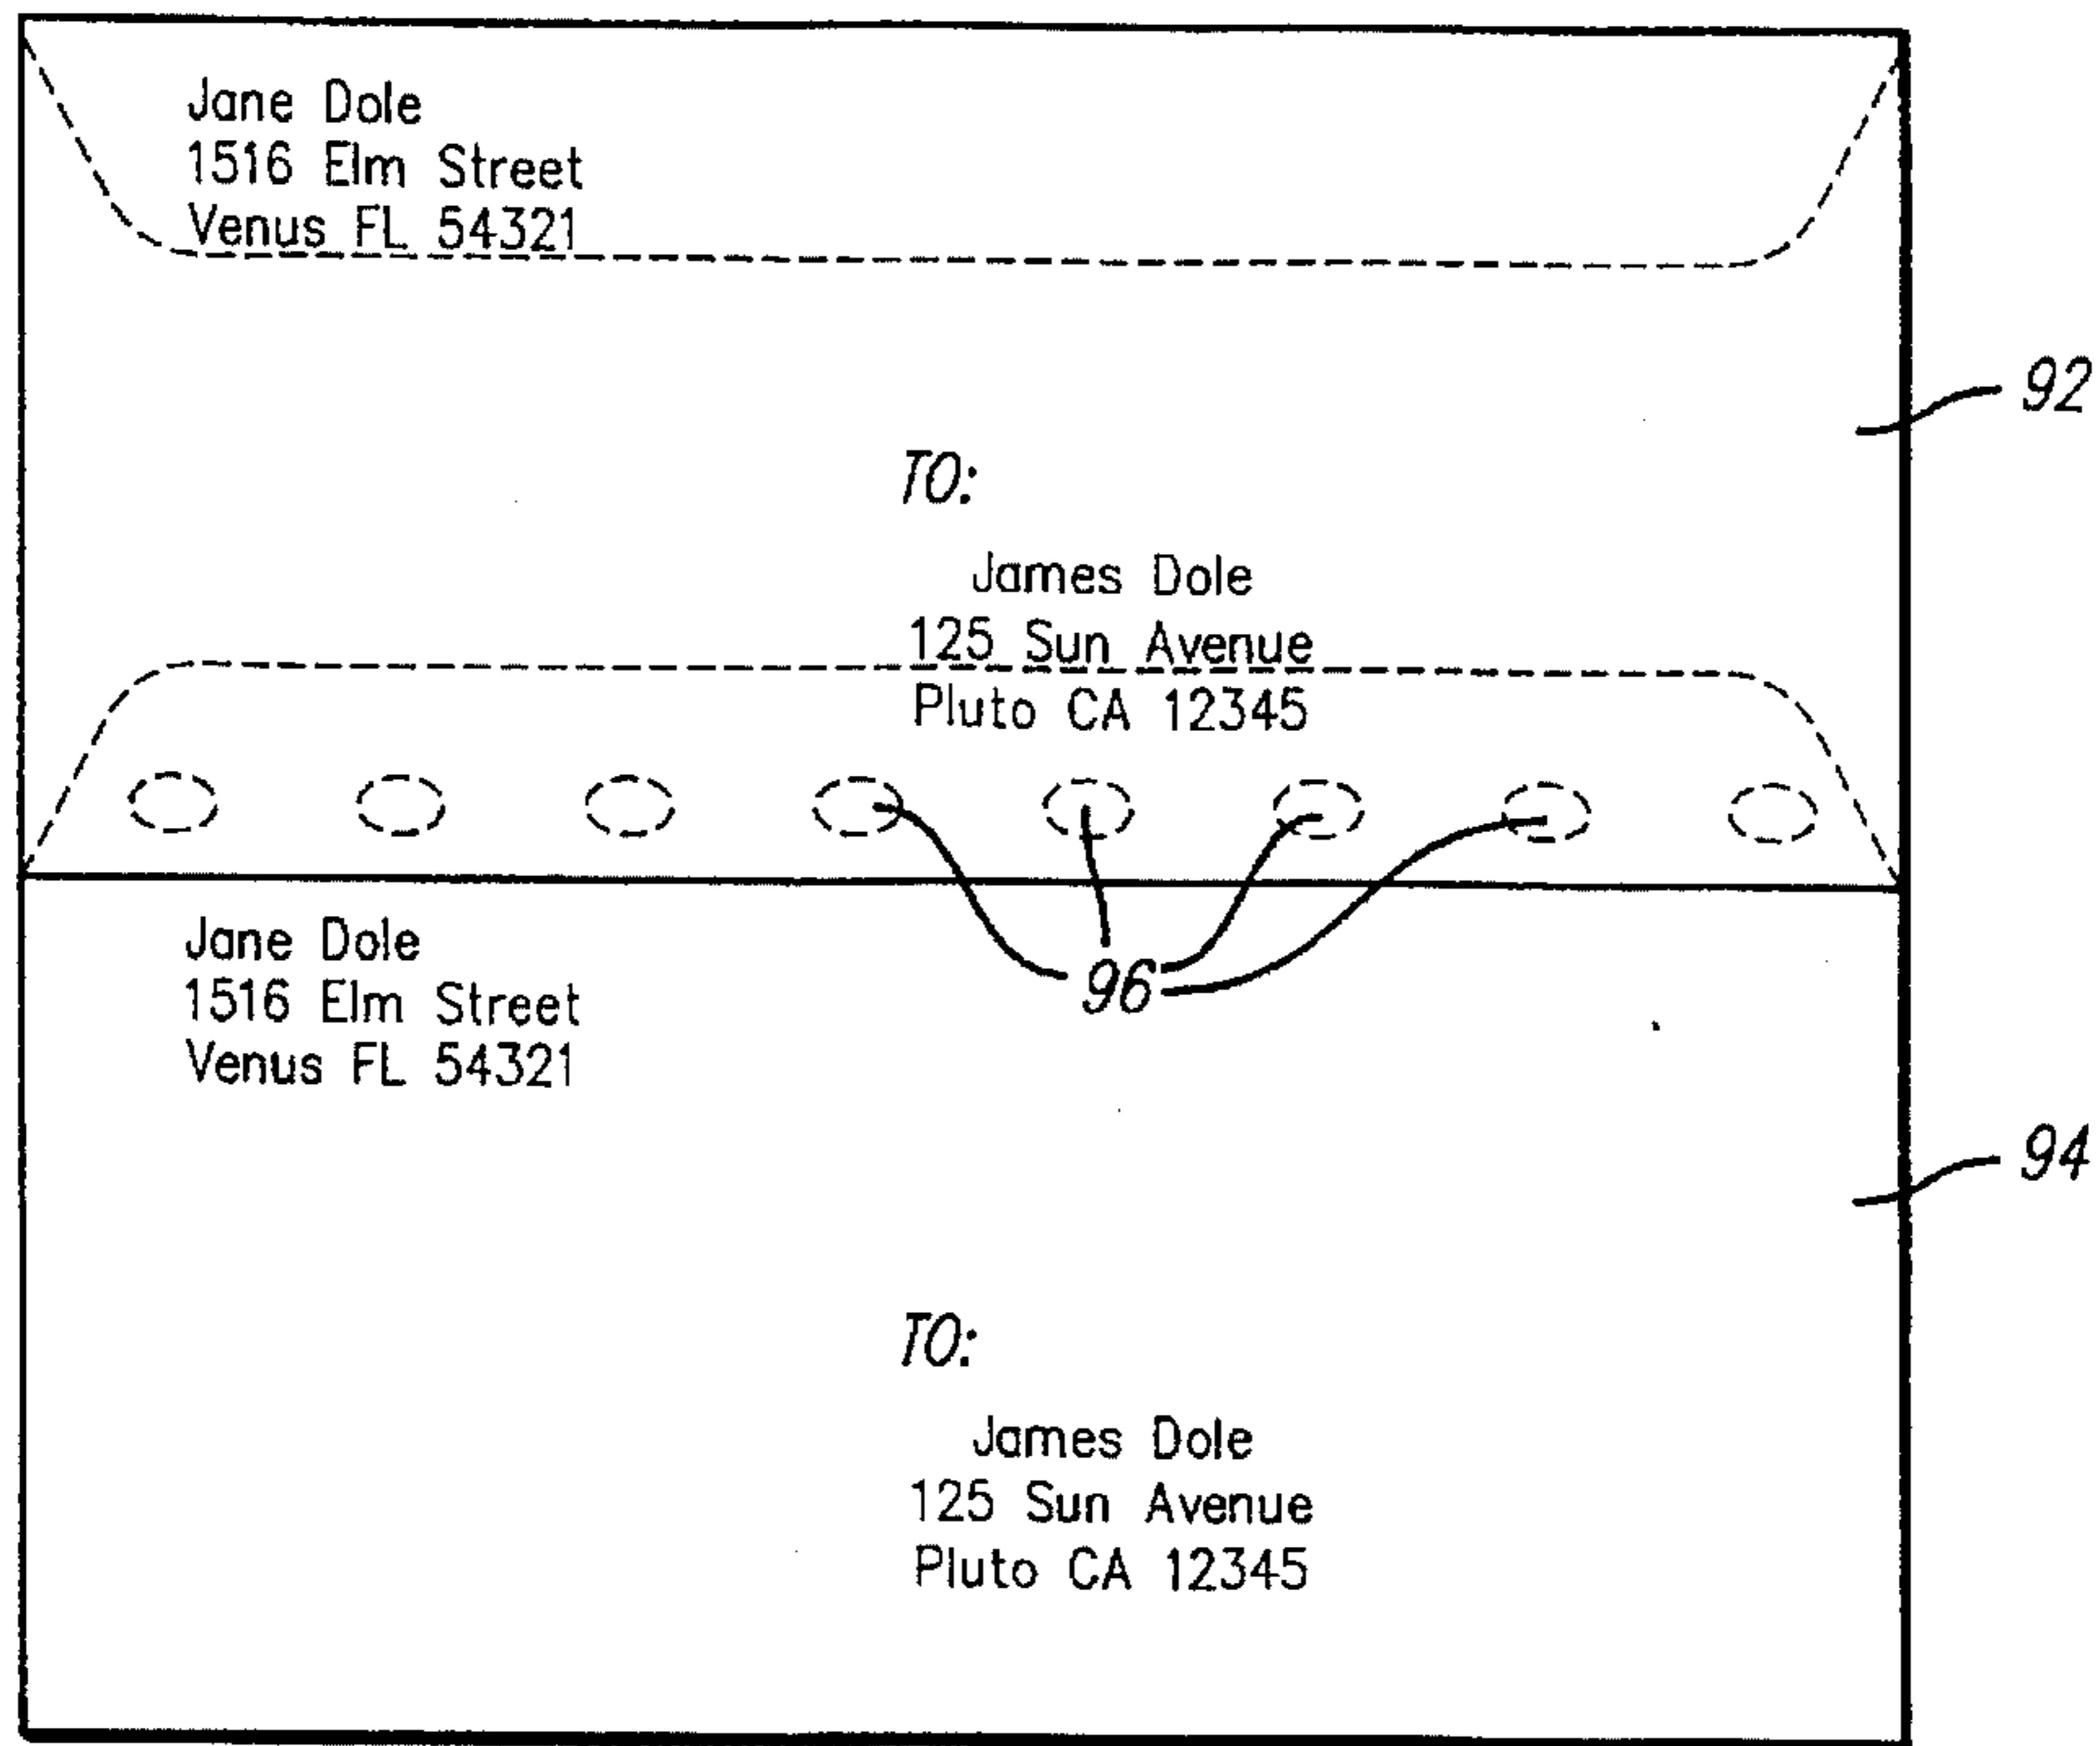 Jane Dole
1516 Elm Street
Venus FL 54321
92
TO:
James Dole
125 Sun Avenue
Pluto CA 12345
Jane Dole
1516 Elm Street
Venus FL 54321
96
94
TO:
James Dole
125 Sun Avenue
Pluto CA 12345